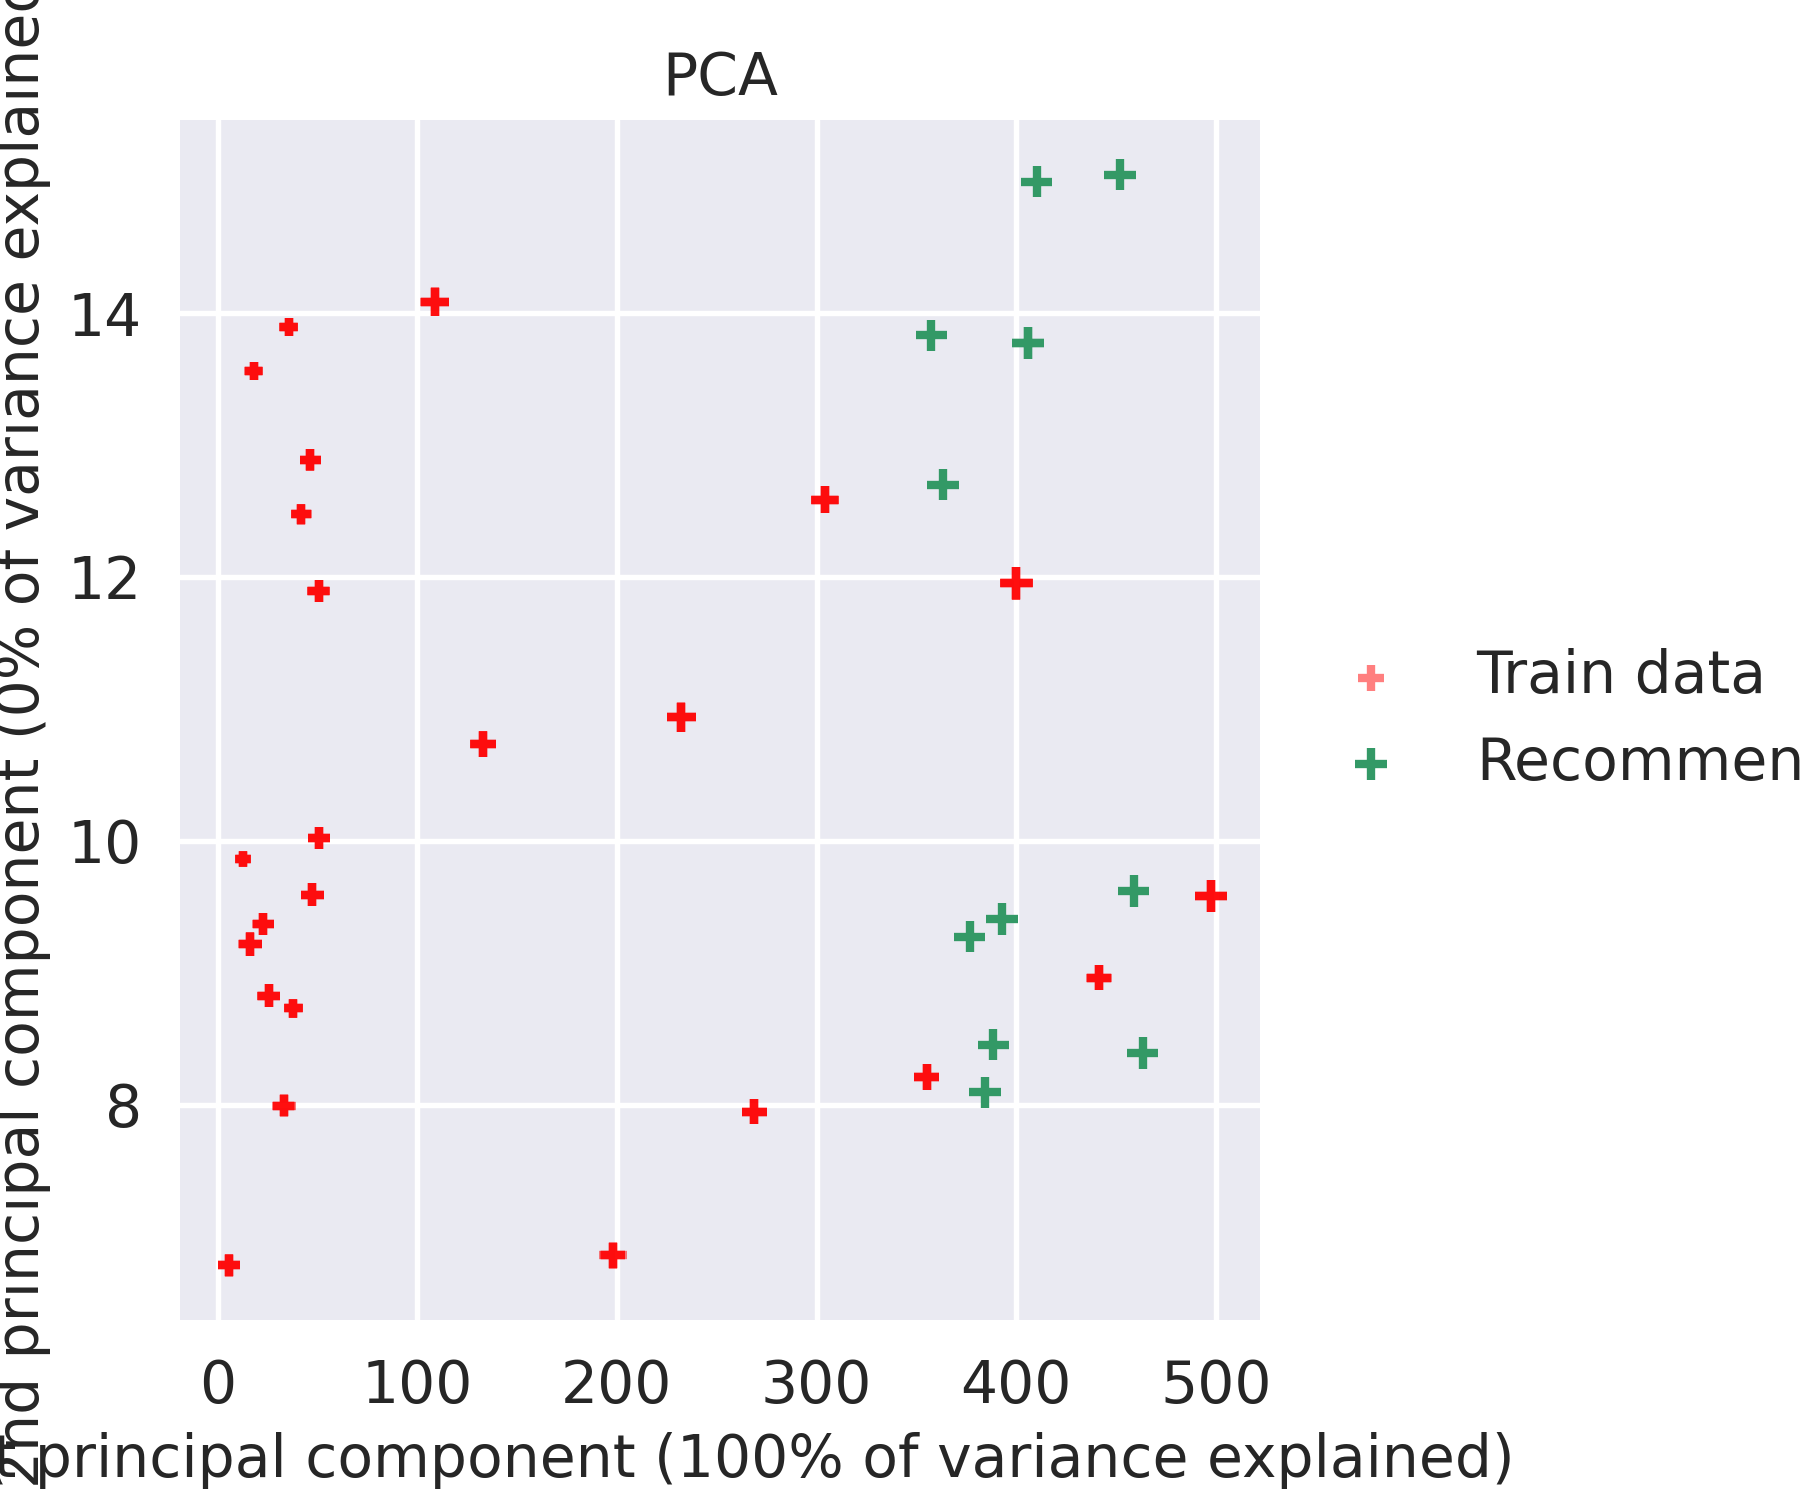 PCA
2nd principal component (0% of variance explained
14
12
10
8
0 100 200 300 400 500
principal component (100% of variance explained)
Train data
Recommen